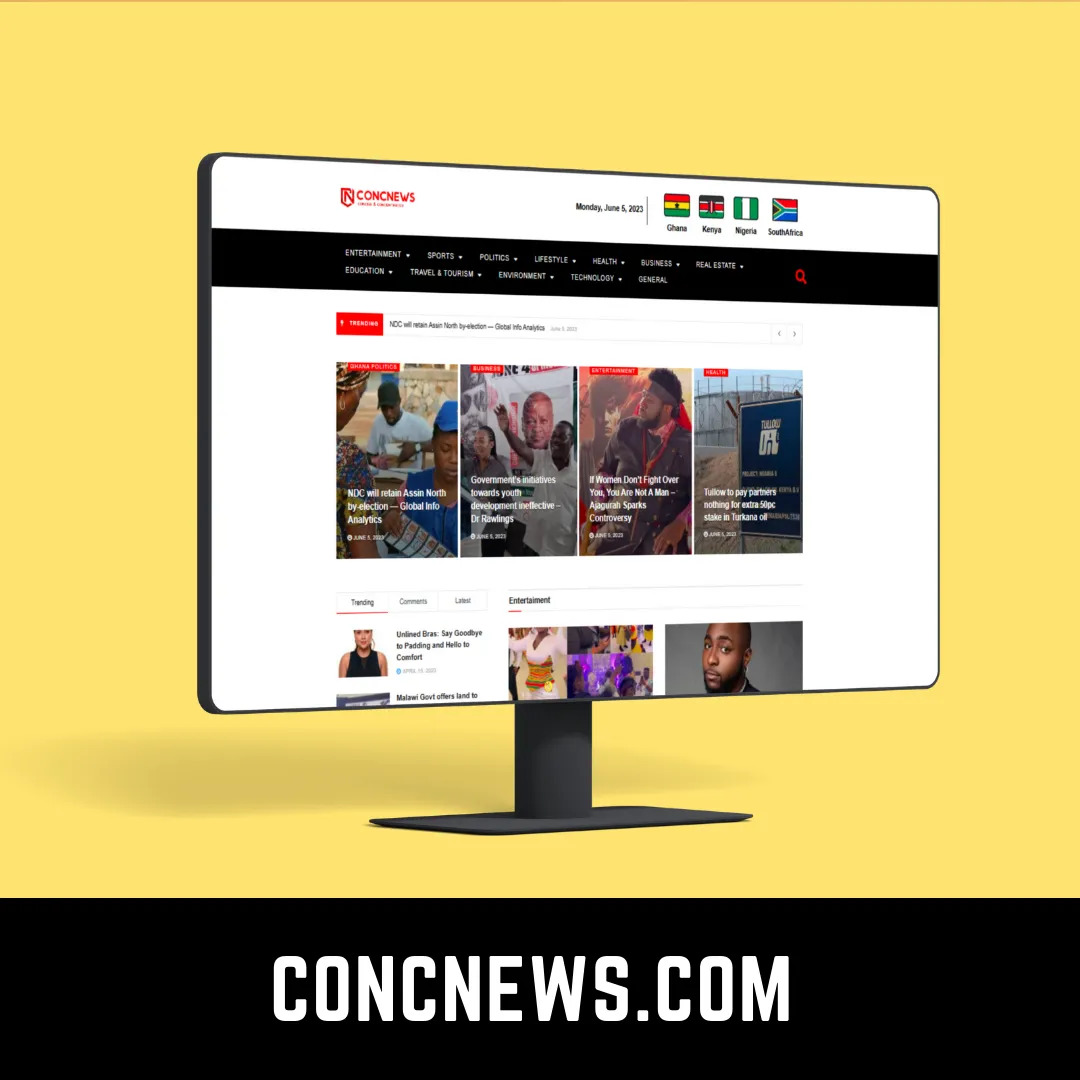 CONCNEWS
Monday, June 5, 2023
Ghana
Kenya
Nigeria
SouthAfrica
ENTERTAINMENT
SPORTS
POLITICS
LIFESTYLE
HEALTH
BUSINESS
REAL ESTATE
EDUCATION
TRAVEL & TOURISM
ENVIRONMENT
TECHNOLOGY
GENERAL
TRENDING
NDC will retain Assin North by-election — Global Info Analytics
June 5, 2023
GHANA POLITICS
NDC will retain Assin North
by-election — Global Info
Analytics
JUNE 5, 2023
BUSINESS
Government's initiatives
towards youth
development ineffective –
Dr Rawlings
JUNE 5, 2023
ENTERTAINMENT
If Women Don't Fight Over
You, You Are Not A Man –
Ajagurah Sparks
Controversy
JUNE 5, 2023
HEALTH
TULLOW
OIL
Tullow to pay partners
nothing for extra 50pc
stake in Turkana oil
JUNE 5, 2023
Trending
Comments
Latest
Unlined Bras: Say Goodbye
to Padding and Hello to
Comfort
Malawi Govt offers land to
Entertaiment
CONCNEWS.COM